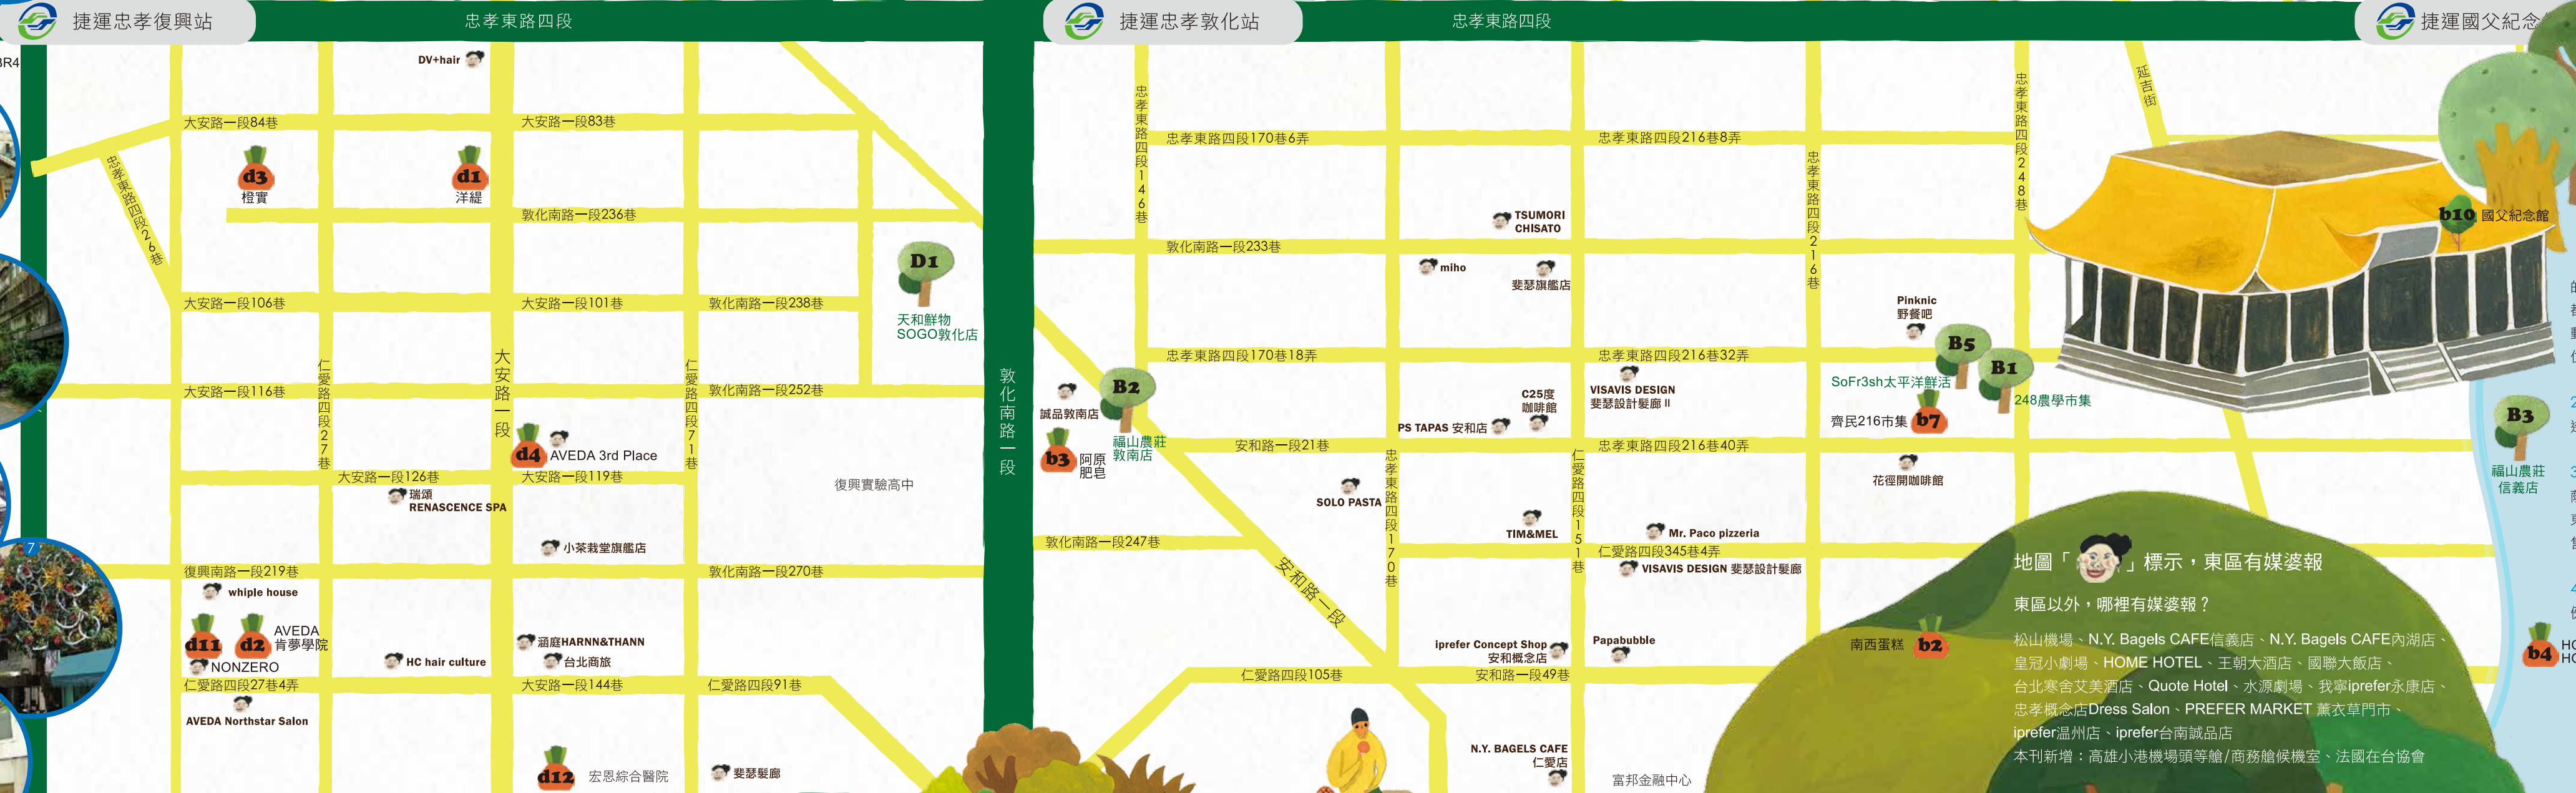 捷運忠孝復興站
忠孝東路四段
捷運忠孝敦化站
忠孝東路四段
捷運國父紀念
BR4
DV+hair
大安路一段84巷
大安路一段83巷
忠孝東路四段26巷
d3
橙實
d1
洋緹
敦化南路一段236巷
D1
天和鮮物
SOGO敦化店
大安路一段106巷
大安路一段101巷
敦化南路一段238巷
仁愛路四段27巷
大安路一段
仁愛路四段71巷
大安路一段116巷
敦化南路一段252巷
敦化南路一段
d4
AVEDA 3rd Place
大安路一段126巷
大安路一段119巷
瑞頌
RENASCENCE SPA
復興實驗高中
小茶栽堂旗艦店
7
復興南路一段219巷
敦化南路一段270巷
whiple house
d11
d2
AVEDA
肯夢學院
NONZERO
HC hair culture
涵庭HARNN&THANN
台北商旅
仁愛路四段27巷4弄
大安路一段144巷
仁愛路四段91巷
AVEDA Northstar Salon
d12
宏恩綜合醫院
斐瑟髮廊
忠孝東路四段146巷
忠孝東路四段170巷6弄
忠孝東路四段216巷8弄
忠孝東路四段216巷
忠孝東路四段248巷
延吉街
TSUMORI
CHISATO
敦化南路一段233巷
miho
斐瑟旗艦店
b10
國父紀念館
Pinknic
野餐吧
忠孝東路四段170巷18弄
忠孝東路四段216巷32弄
B5
B1
SoFr3sh太平洋鮮活
248農學市集
B2
誠品敦南店
福山農莊
敦南店
b3
阿原
肥皂
C25度
咖啡館
VISAVIS DESIGN
斐瑟設計髮廊 II
PS TAPAS 安和店
齊民216市集
b7
B3
福山農莊
信義店
安和路一段21巷
忠孝東路四段216巷40弄
忠孝東路四段170巷
仁愛路四段151巷
花徑開咖啡館
SOLO PASTA
TIM&MEL
Mr. Paco pizzeria
敦化南路一段247巷
仁愛路四段345巷4弄
VISAVIS DESIGN 斐瑟設計髮廊
安和路一段
iprefer Concept Shop
安和概念店
Papabubble
南西蛋糕
b2
b4
仁愛路四段105巷
安和路一段49巷
N.Y. BAGELS CAFE
仁愛店
富邦金融中心
地圖「 」標示，東區有媒婆報
東區以外，哪裡有媒婆報？
松山機場、N.Y. Bagels CAFE信義店、N.Y. Bagels CAFE內湖店、
皇冠小劇場、HOME HOTEL、王朝大酒店、國聯大飯店、
台北寒舍艾美酒店、Quote Hotel、水源劇場、我寧iprefer永康店、
忠孝概念店Dress Salon、PREFER MARKET 薰衣草門市、
iprefer温州店、iprefer台南誠品店
本刊新增：高雄小港機場頭等艙/商務艙候機室、法國在台協會